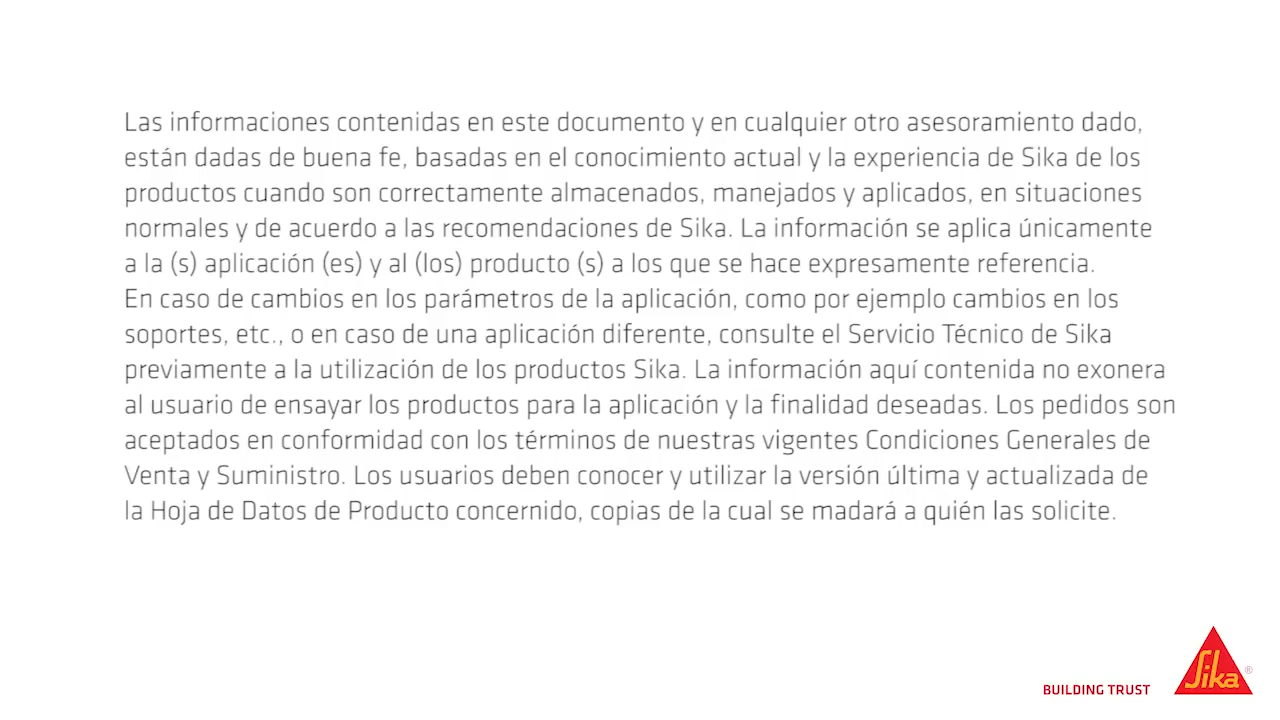 Las informaciones contenidas en este documento y en cualquier otro asesoramiento dado,
están dadas de buena fe, basadas en el conocimiento actual y la experiencia de Sika de los
productos cuando son correctamente almacenados, manejados y aplicados, en situaciones
normales y de acuerdo a las recomendaciones de Sika. La información se aplica únicamente
a la (s) aplicación (es) y al (los) producto (s) a los que se hace expresamente referencia.
En caso de cambios en los parámetros de la aplicación, como por ejemplo cambios en los
soportes, etc., o en caso de una aplicación diferente, consulte el Servicio Técnico de Sika
previamente a la utilización de los productos Sika. La información aquí contenida no exonera
al usuario de ensayar los productos para la aplicación y la finalidad deseadas. Los pedidos son
aceptados en conformidad con los términos de nuestras vigentes Condiciones Generales de
Venta y Suministro. Los usuarios deben conocer y utilizar la versión última y actualizada de
la Hoja de Datos de Producto concernido, copias de la cual se madará a quién las solicite.
BUILDING TRUST
Sika®